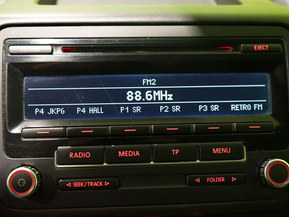 EJECT
FM2
88.6MHz
P4 JKPG P4 HALL P1 SR P2 SR P3 SR RETRO FM
RADIO MEDIA TP MENU
SEEK/TRACK FOLDER